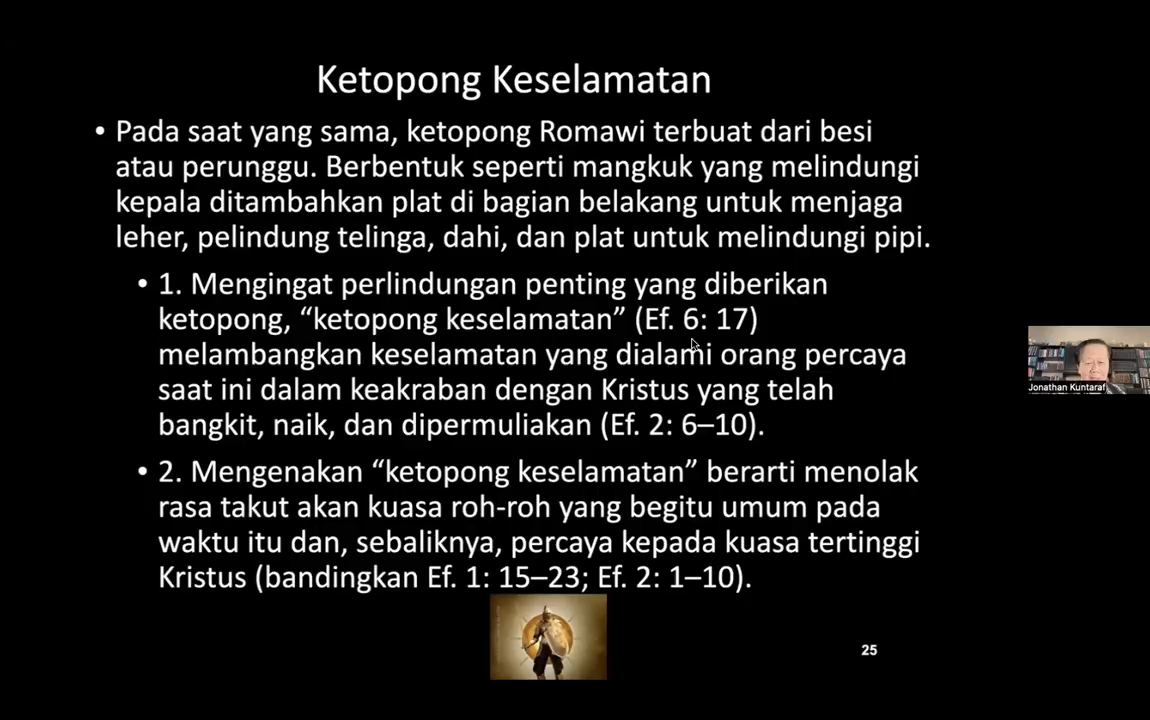 Ketopong Keselamatan
• Pada saat yang sama, ketopong Romawi terbuat dari besi
atau perunggu. Berbentuk seperti mangkuk yang melindungi
kepala ditambahkan plat di bagian belakang untuk menjaga
leher, pelindung telinga, dahi, dan plat untuk melindungi pipi.
• 1. Mengingat perlindungan penting yang diberikan
ketopong, “ketopong keselamatan” (Ef. 6: 17)
melambangkan keselamatan yang dialami orang percaya
saat ini dalam keakraban dengan Kristus yang telah
bangkit, naik, dan dipermuliakan (Ef. 2: 6–10).
• 2. Mengenakan “ketopong keselamatan” berarti menolak
rasa takut akan kuasa roh-roh yang begitu umum pada
waktu itu dan, sebaliknya, percaya kepada kuasa tertinggi
Kristus (bandingkan Ef. 1: 15–23; Ef. 2: 1–10).
25
Jonathan Kuntaraf